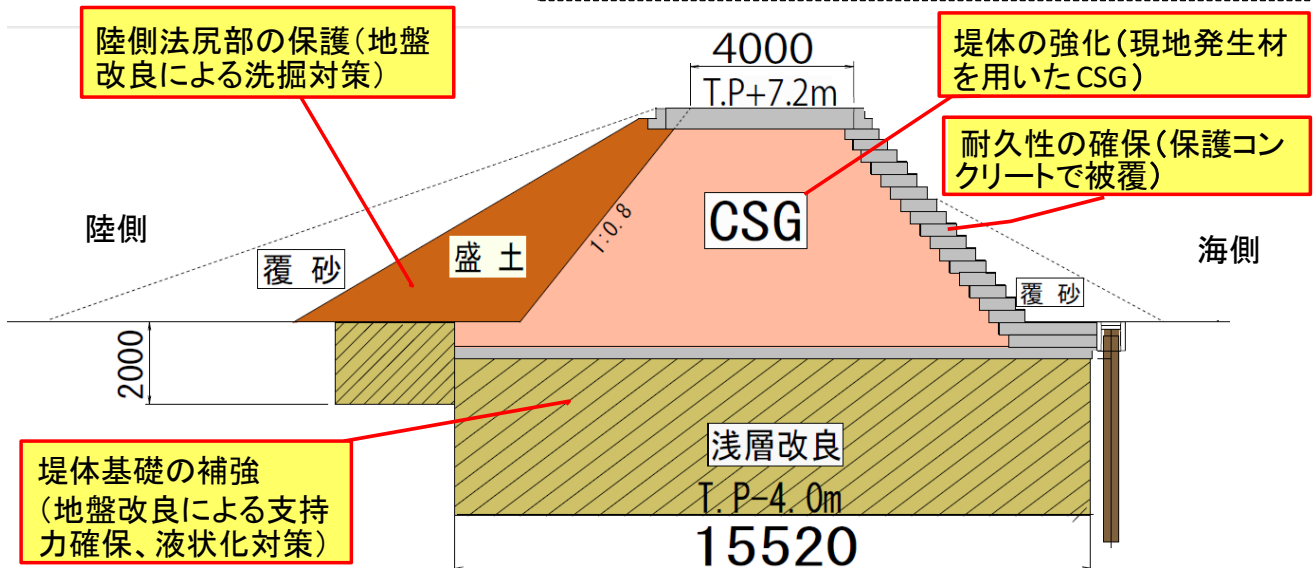 陸側法尻部の保護(地盤
改良による洗掘対策)
4000
T.P+7.2m
堤体の強化(現地発生材
を用いたCSG)
耐久性の確保(保護コン
クリートで被覆)
陸側
覆 砂
盛 土
1:0.8
CSG
海側
覆 砂
2000
堤体基礎の補強
(地盤改良による支持
力確保、液状化対策)
浅層改良
T.P-4.0m
15520